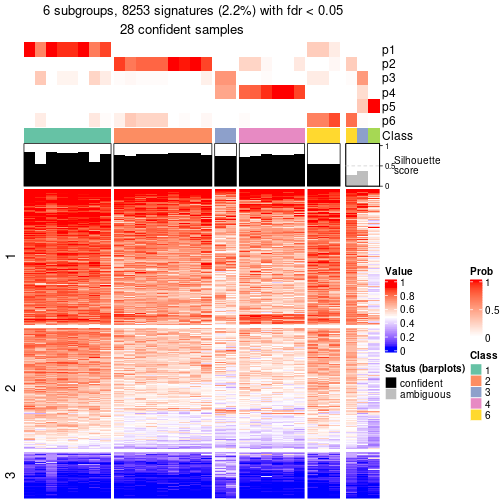 6 subgroups, 8253 signatures (2.2%) with fdr < 0.05
28 confident samples
p1
p2
p3
p4
p5
p6
Class
1
0.5
0
Silhouette
score
1
2
3
Value
1
0.8
0.6
0.4
0.2
0
Prob
1
0.5
0
Status (barplots)
confident
ambiguous
Class
1
2
3
4
6